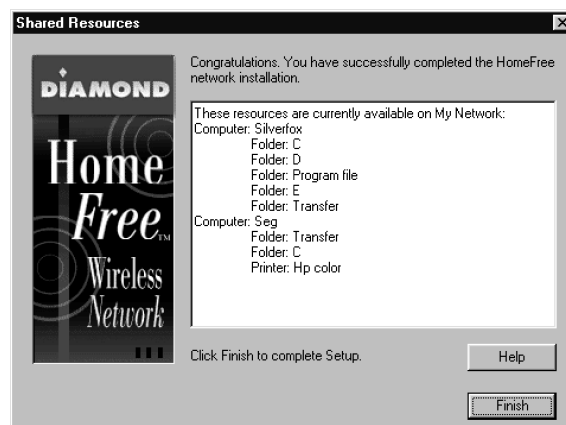 Shared Resources
DIAMOND
Home
Free™
Wireless
Network
Congratulations. You have successfully completed the HomeFree
network installation.
These resources are currently available on My Network:
Computer: Silverfox
Folder: C
Folder: D
Folder: Program file
Folder: E
Folder: Transfer
Computer: Seg
Folder: Transfer
Folder: C
Printer: Hp color
Click Finish to complete Setup.
Help
Finish